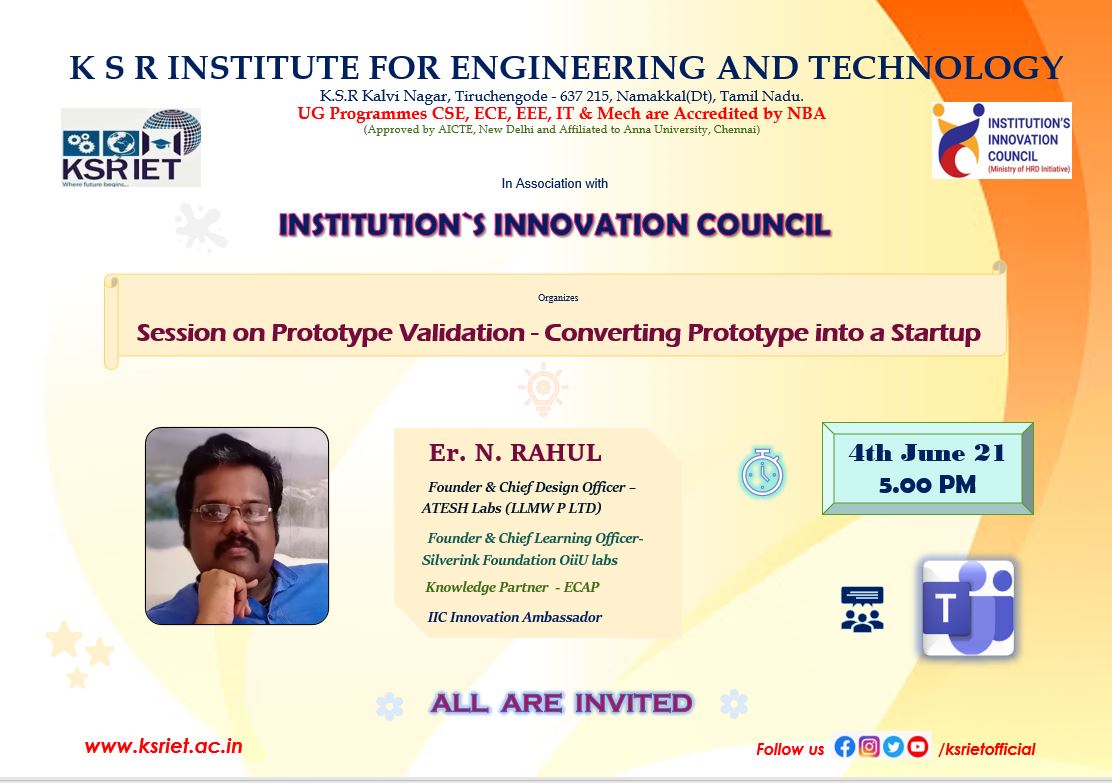 K S R INSTITUTE FOR ENGINEERING AND TECHNOLOGY
K.S.R Kalvi Nagar, Tiruchengode - 637 215, Namakkal(Dt), Tamil Nadu.
UG Programmes CSE, ECE, EEE, IT & Mech are Accredited by NBA
(Approved by AICTE, New Delhi and Affiliated to Anna University, Chennai)
KSRIET
Where future begins...
INSTITUTION'S
INNOVATION
COUNCIL
(Ministry of HRD Initiative)
In Association with
INSTITUTION`S INNOVATION COUNCIL
Organizes
Session on Prototype Validation - Converting Prototype into a Startup
Er. N. RAHUL
Founder & Chief Design Officer –
ATESH Labs (LLMW P LTD)
Founder & Chief Learning Officer-
Silverink Foundation OiiU labs
Knowledge Partner - ECAP
IIC Innovation Ambassador
4th June 21
5.00 PM
T
ALL ARE INVITED
www.ksriet.ac.in
Follow us /ksrietofficial